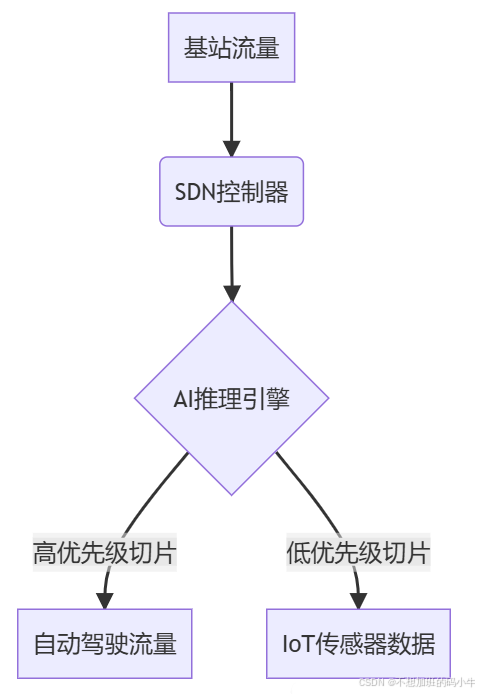 基站流量
SDN控制器
AI推理引擎
高优先级切片
低优先级切片
自动驾驶流量
IoT传感器数据
CSDN @不想加班的码小牛